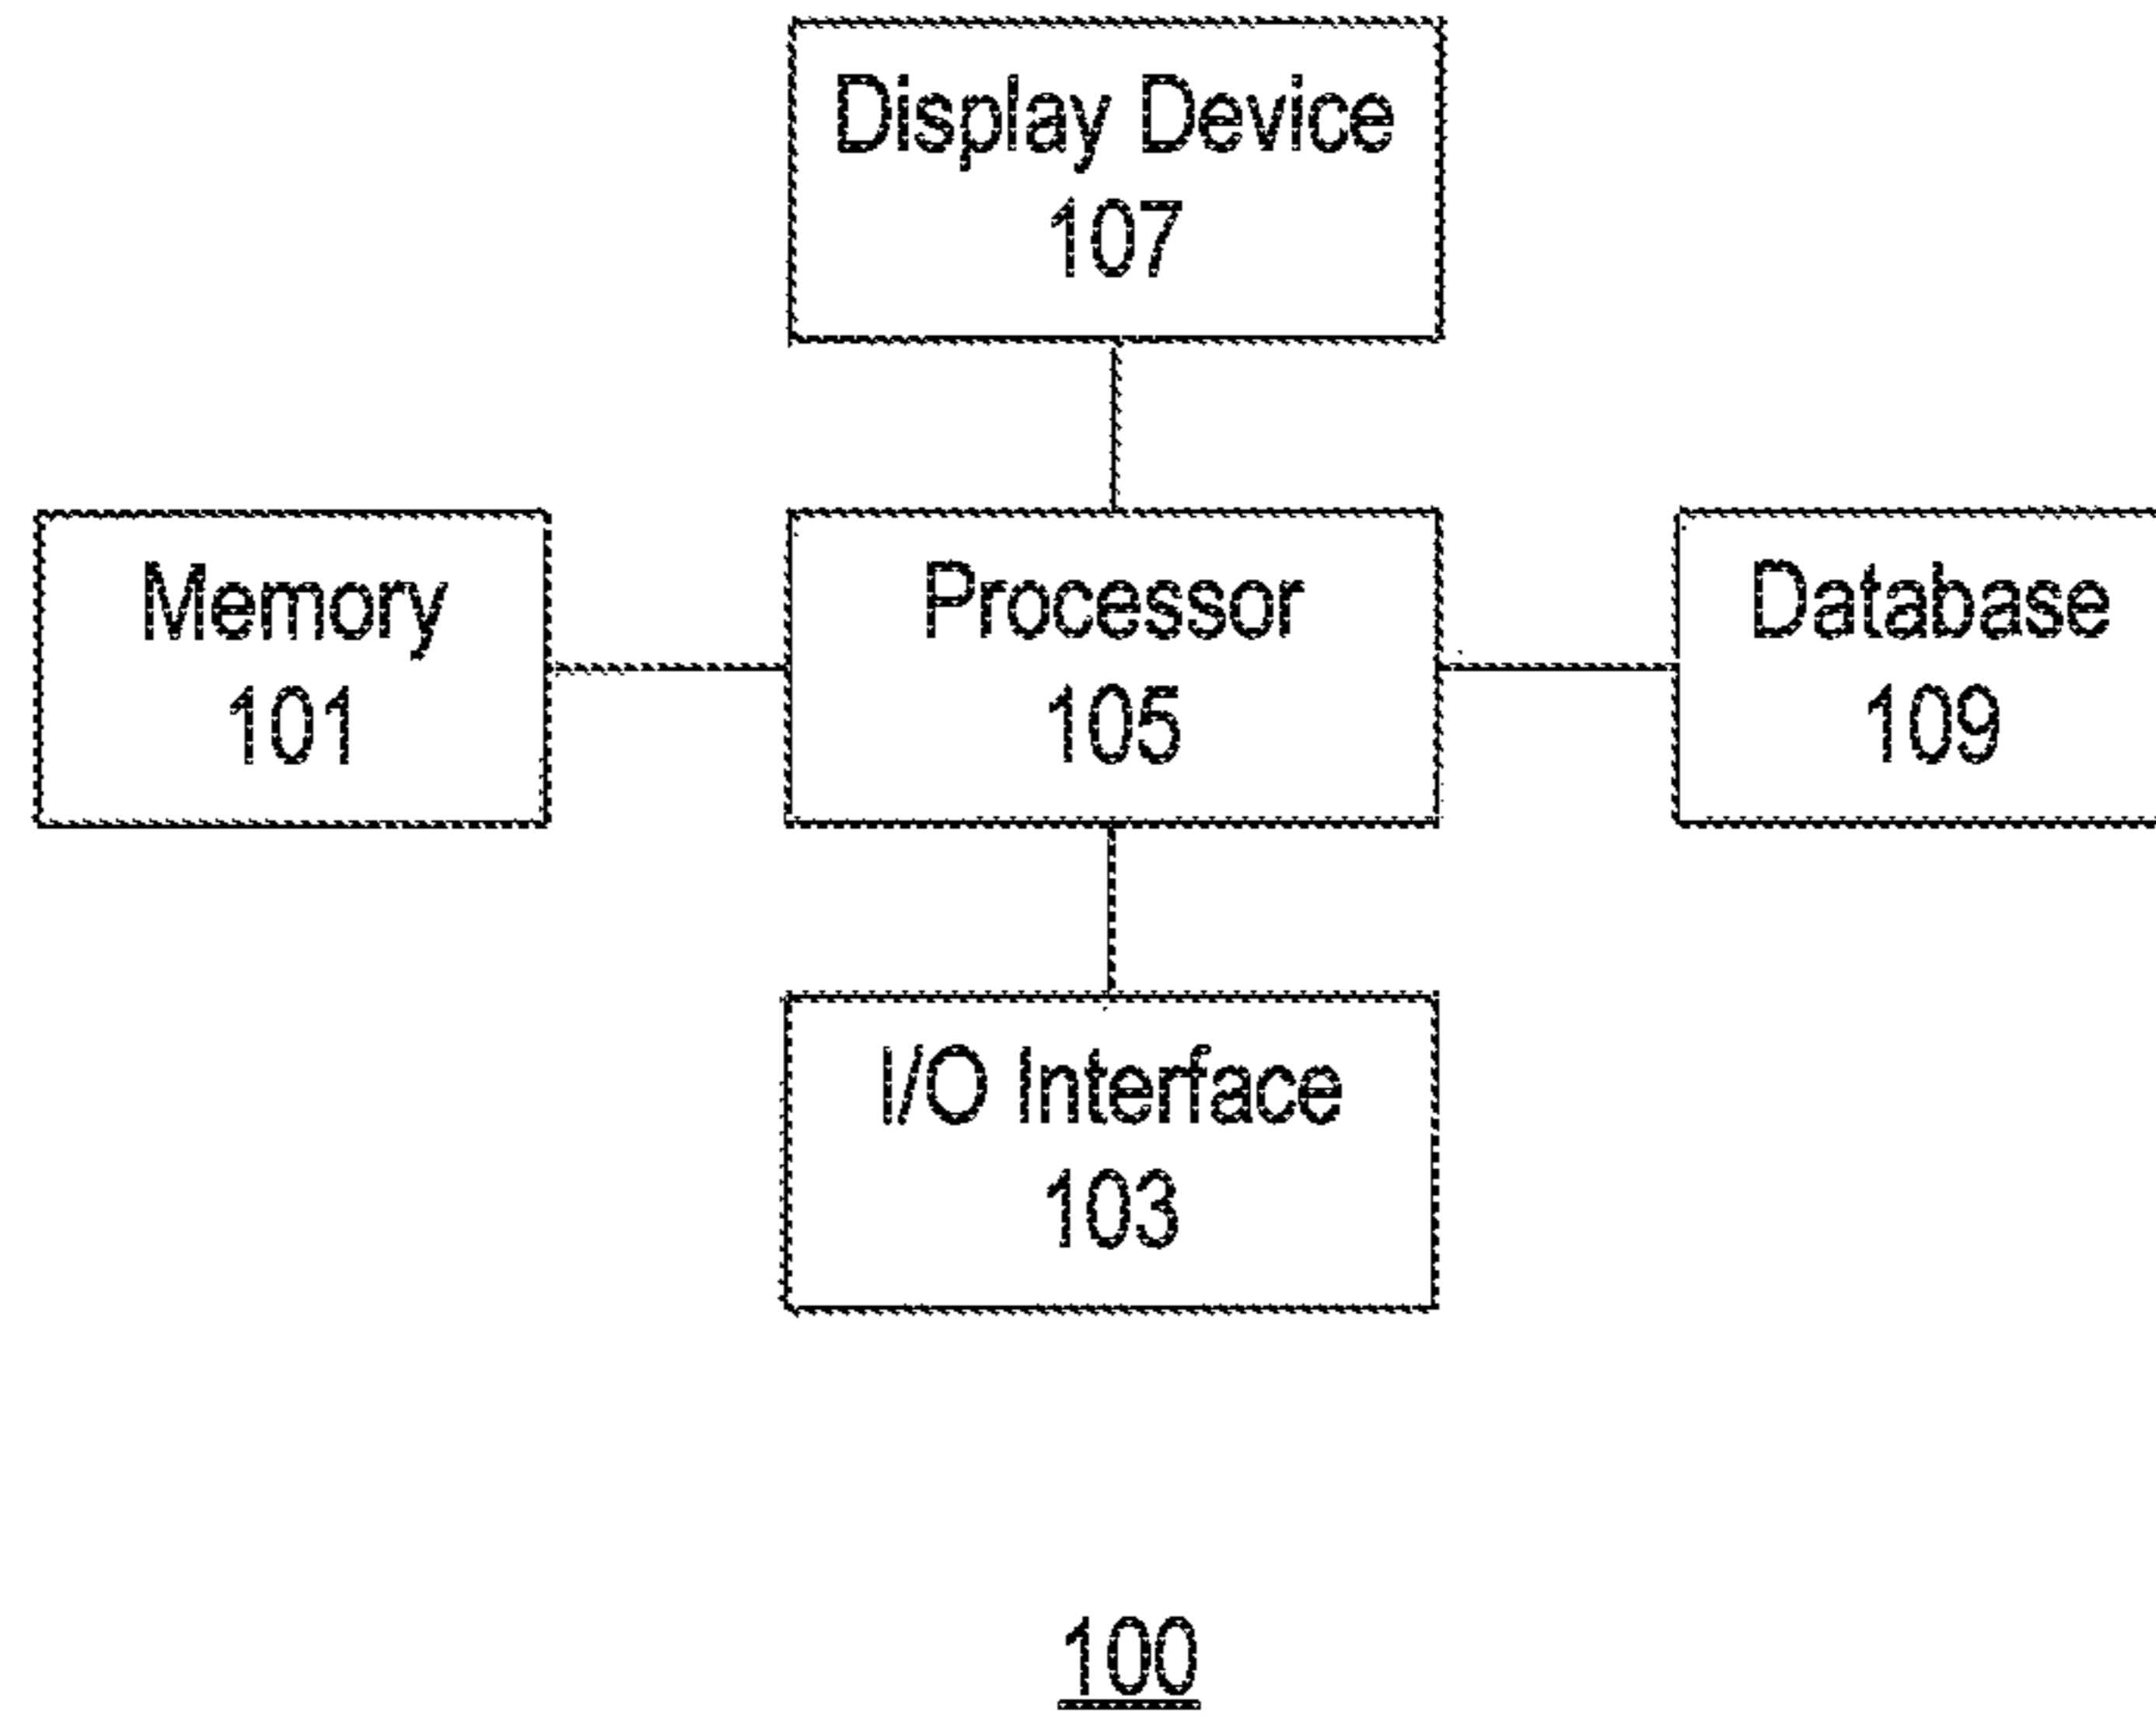 Display Device
107
Memory
101
Processor
105
Database
109
I/O Interface
103
100